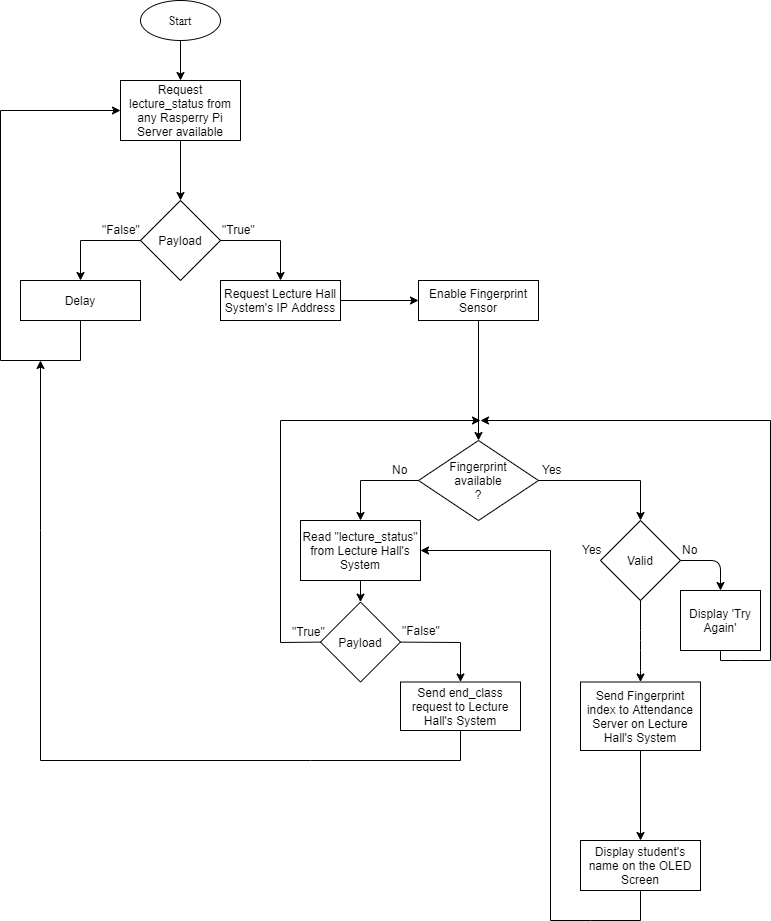 Start
Request
lecture_status from
any Rasperry Pi
Server available
"False"
"True"
Payload
Delay
Request Lecture Hall
System's IP Address
Enable Fingerprint
Sensor
No
Fingerprint
available
?
Yes
Read "lecture_status"
from Lecture Hall's
System
Yes
Valid
No
Display 'Try
Again'
"True"
Payload
"False"
Send end_class
request to Lecture
Hall's System
Send Fingerprint
index to Attendance
Server on Lecture
Hall's System
Display student's
name on the OLED
Screen